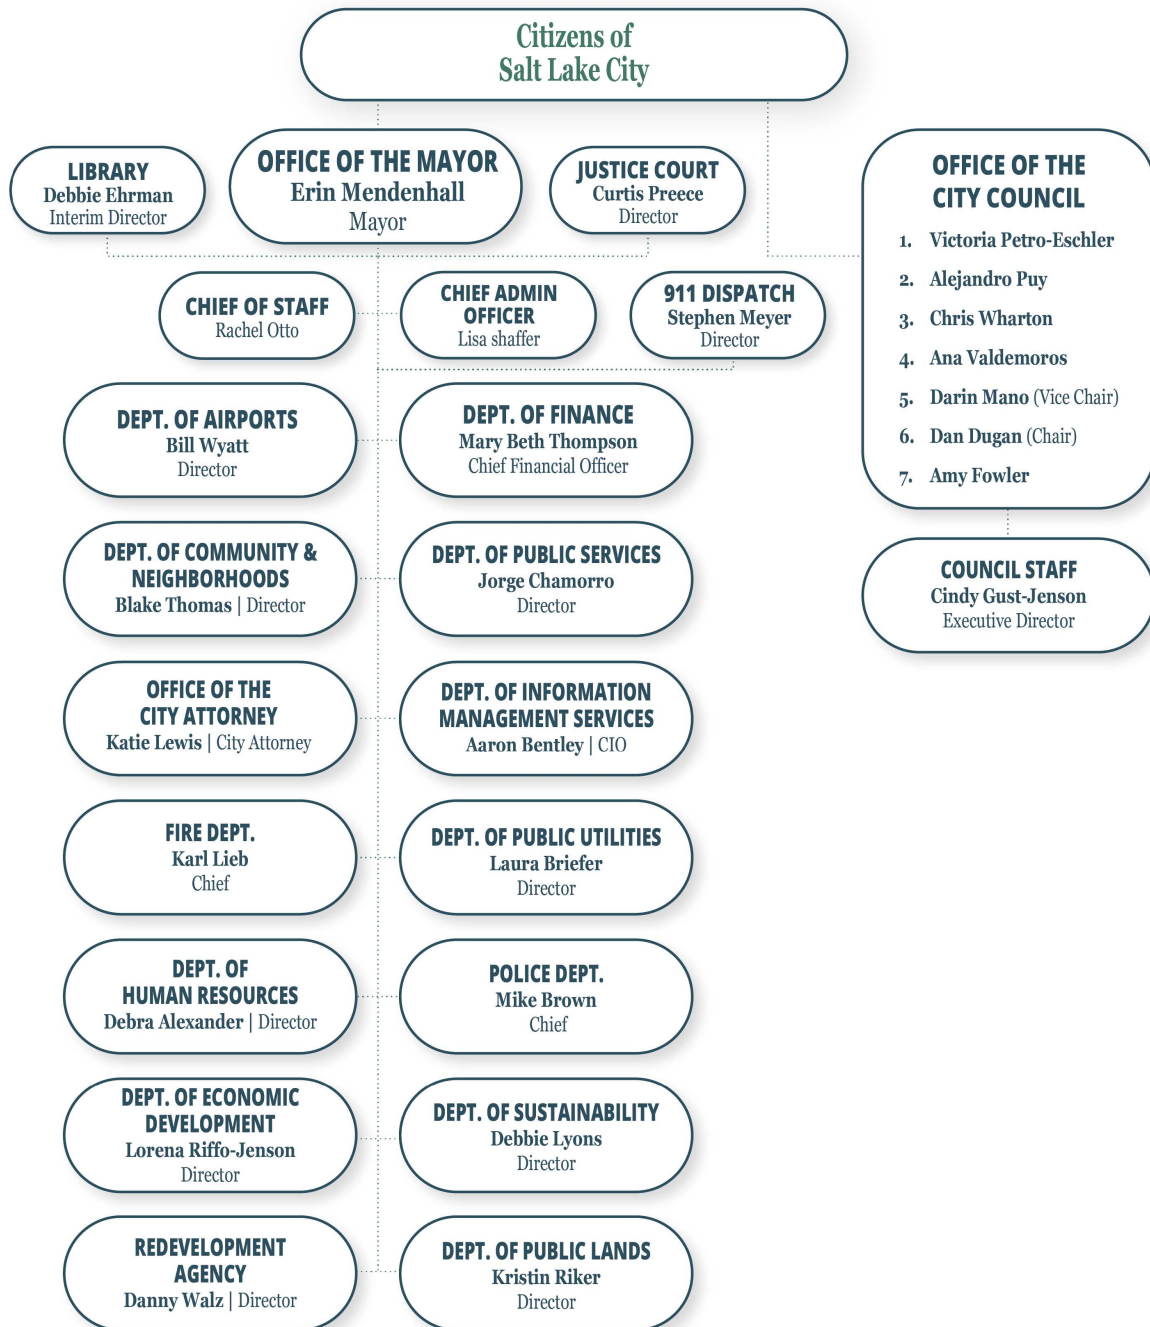 Citizens of
Salt Lake City
LIBRARY
Debbie Ehrman
Interim Director
OFFICE OF THE MAYOR
Erin Mendenhall
Mayor
JUSTICE COURT
Curtis Preece
Director
OFFICE OF THE
CITY COUNCIL
1. Victoria Petro-Eschler
2. Alejandro Puy
3. Chris Wharton
4. Ana Valdemoros
5. Darin Mano (Vice Chair)
6. Dan Dugan (Chair)
7. Amy Fowler
COUNCIL STAFF
Cindy Gust-Jenson
Executive Director
CHIEF OF STAFF
Rachel Otto
CHIEF ADMIN
OFFICER
Lisa shaffer
911 DISPATCH
Stephen Meyer
Director
DEPT. OF AIRPORTS
Bill Wyatt
Director
DEPT. OF FINANCE
Mary Beth Thompson
Chief Financial Officer
DEPT. OF COMMUNITY &
NEIGHBORHOODS
Blake Thomas | Director
DEPT. OF PUBLIC SERVICES
Jorge Chamorro
Director
OFFICE OF THE
CITY ATTORNEY
Katie Lewis | City Attorney
DEPT. OF INFORMATION
MANAGEMENT SERVICES
Aaron Bentley | CIO
FIRE DEPT.
Karl Lieb
Chief
DEPT. OF PUBLIC UTILITIES
Laura Briefer
Director
DEPT. OF
HUMAN RESOURCES
Debra Alexander | Director
POLICE DEPT.
Mike Brown
Chief
DEPT. OF ECONOMIC
DEVELOPMENT
Lorena Riffo-Jenson
Director
DEPT. OF SUSTAINABILITY
Debbie Lyons
Director
REDEVELOPMENT
AGENCY
Danny Walz | Director
DEPT. OF PUBLIC LANDS
Kristin Riker
Director